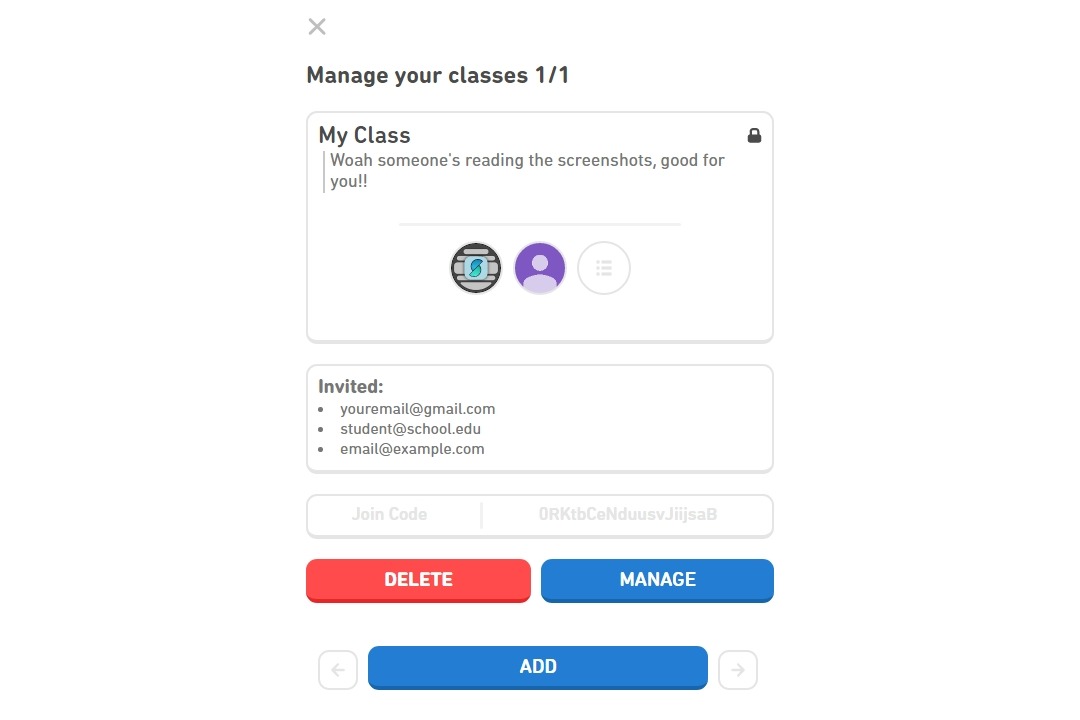 Manage your classes 1/1
My Class
Woah someone's reading the screenshots, good for
you!!
Invited:
• youremail@gmail.com
• student@school.edu
• email@example.com
Join Code
0RKtbCeNduusvJiijsaB
DELETE
MANAGE
ADD